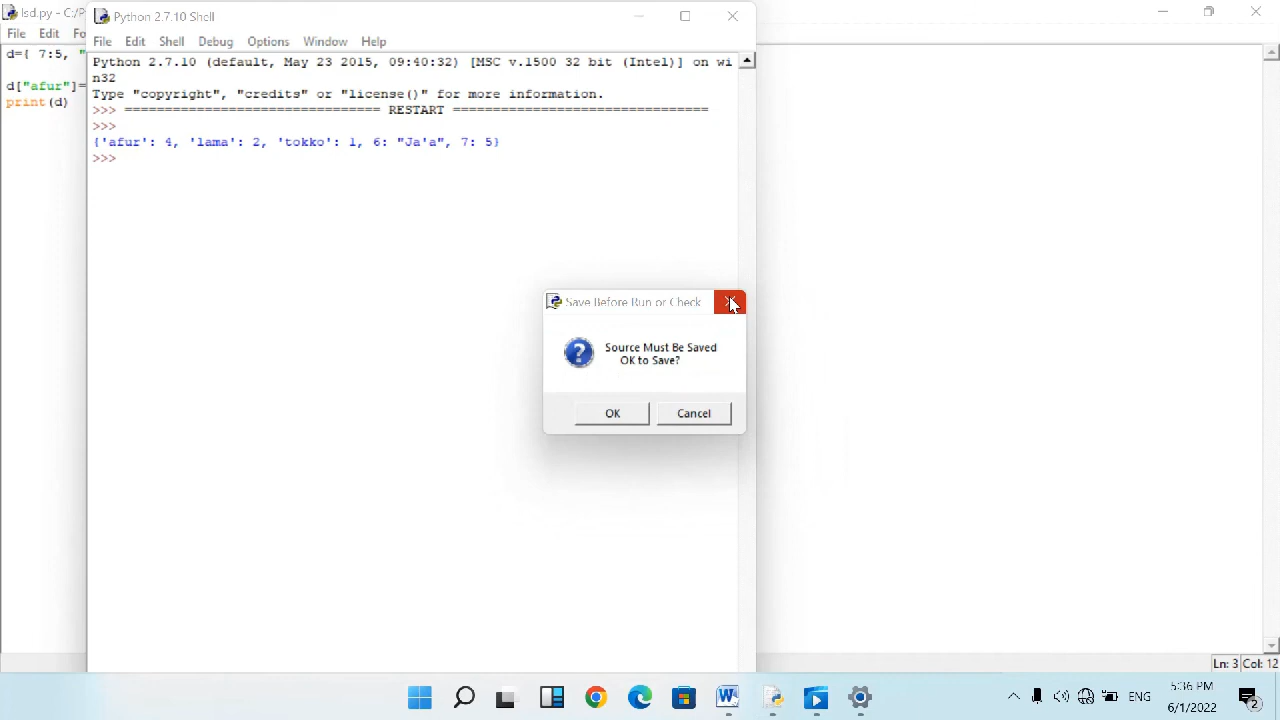 lsd.py - C:/P
Python 2.7.10 Shell
File Edit Fo
File Edit Shell Debug Options Window Help
d={ 7:5, "
d["afur"]=
print(d)
Python 2.7.10 (default, May 23 2015, 09:40:32) [MSC v.1500 32 bit (Intel)] on wi
n32
Type "copyright", "credits" or "license()" for more information.
>>> ================================ RESTART ================================
>>>
{'afur': 4, 'lama': 2, 'tokko': 1, 6: "Ja'a", 7: 5}
>>>
Save Before Run or Check
Source Must Be Saved
OK to Save?
OK Cancel
Ln: 3 Col: 12
ENG
5:36 PM
6/1/2022
2